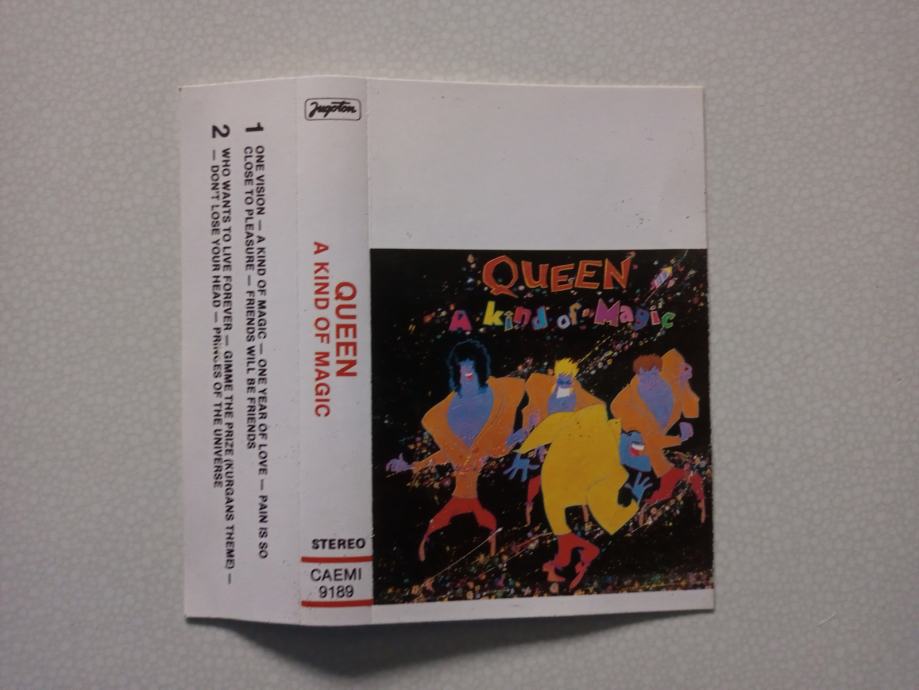 1 ONE VISION — A KIND OF MAGIC — ONE YEAR OF LOVE — PAIN IS SO
CLOSE TO PLEASURE — FRIENDS WILL BE FRIENDS
2 WHO WANTS TO LIVE FOREVER — GIMME THE PRIZE (KURGANS THEME) —
— DON'T LOSE YOUR HEAD — PRINCES OF THE UNIVERSE
Jugoton
QUEEN
A KIND OF MAGIC
STEREO
CAEMI
9189
QUEEN
A kind of Magic